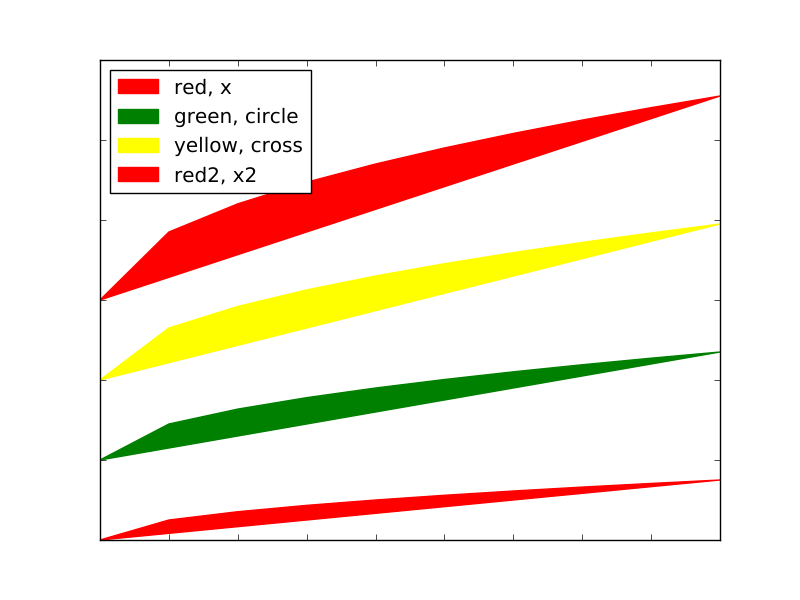 red, x
green, circle
yellow, cross
red2, x2